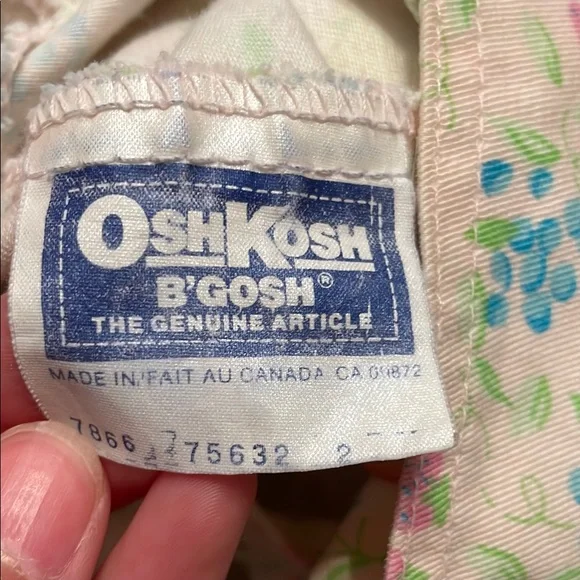 OSHKOSH
B'GOSH®
THE GENUINE ARTICLE
MADE IN/FAIT AU CANADA CA 09872
7866 75632 2